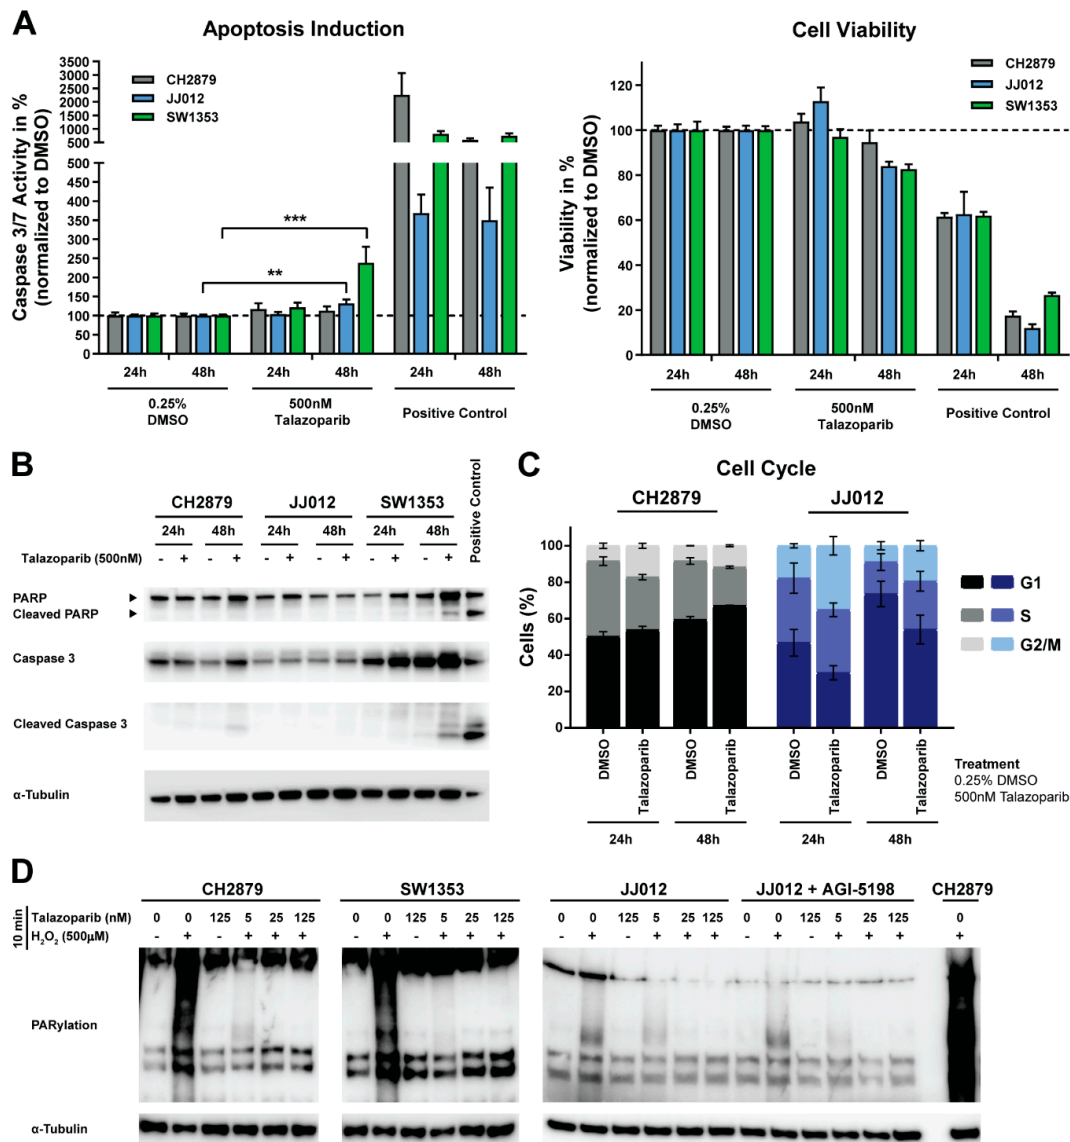 A
Apoptosis Induction
Caspase 3/7 Activity in %
(normalized to DMSO)
3500
3000
2500
2000
1500
1000
500
500
450
400
350
300
250
200
150
100
50
0
CH2879
JJ012
SW1353
***
**
24h 48h 24h 48h 24h 48h
0.25%
DMSO
500nM
Talazoparib
Positive Control
Cell Viability
Viability in %
(normalized to DMSO)
120
100
80
60
40
20
0
CH2879
JJ012
SW1353
24h 48h 24h 48h 24h 48h
0.25%
DMSO
500nM
Talazoparib
Positive Control
B
CH2879 JJ012 SW1353
Positive Control
24h 48h 24h 48h 24h 48h
Talazoparib (500nM) - + - + - + - + - + - +
PARP
Cleaved PARP
Caspase 3
Cleaved Caspase 3
α-Tubulin
C
Cell Cycle
CH2879 JJ012
Cells (%)
100
80
60
40
20
0
G1
S
G2/M
DMSO Talazoparib DMSO Talazoparib DMSO Talazoparib DMSO Talazoparib
24h 48h 24h 48h
Treatment
0.25% DMSO
500nM Talazoparib
D
CH2879 SW1353 JJ012 JJ012 + AGI-5198 CH2879
10 min
Talazoparib (nM) 0 0 125 5 25 125 0 0 125 5 25 125 0 0 125 5 25 125 0 0 125 5 25 125 0
H₂O₂ (500µM) - + - + + + - + - + + + - + - + + + - + - + + + +
PARylation
α-Tubulin